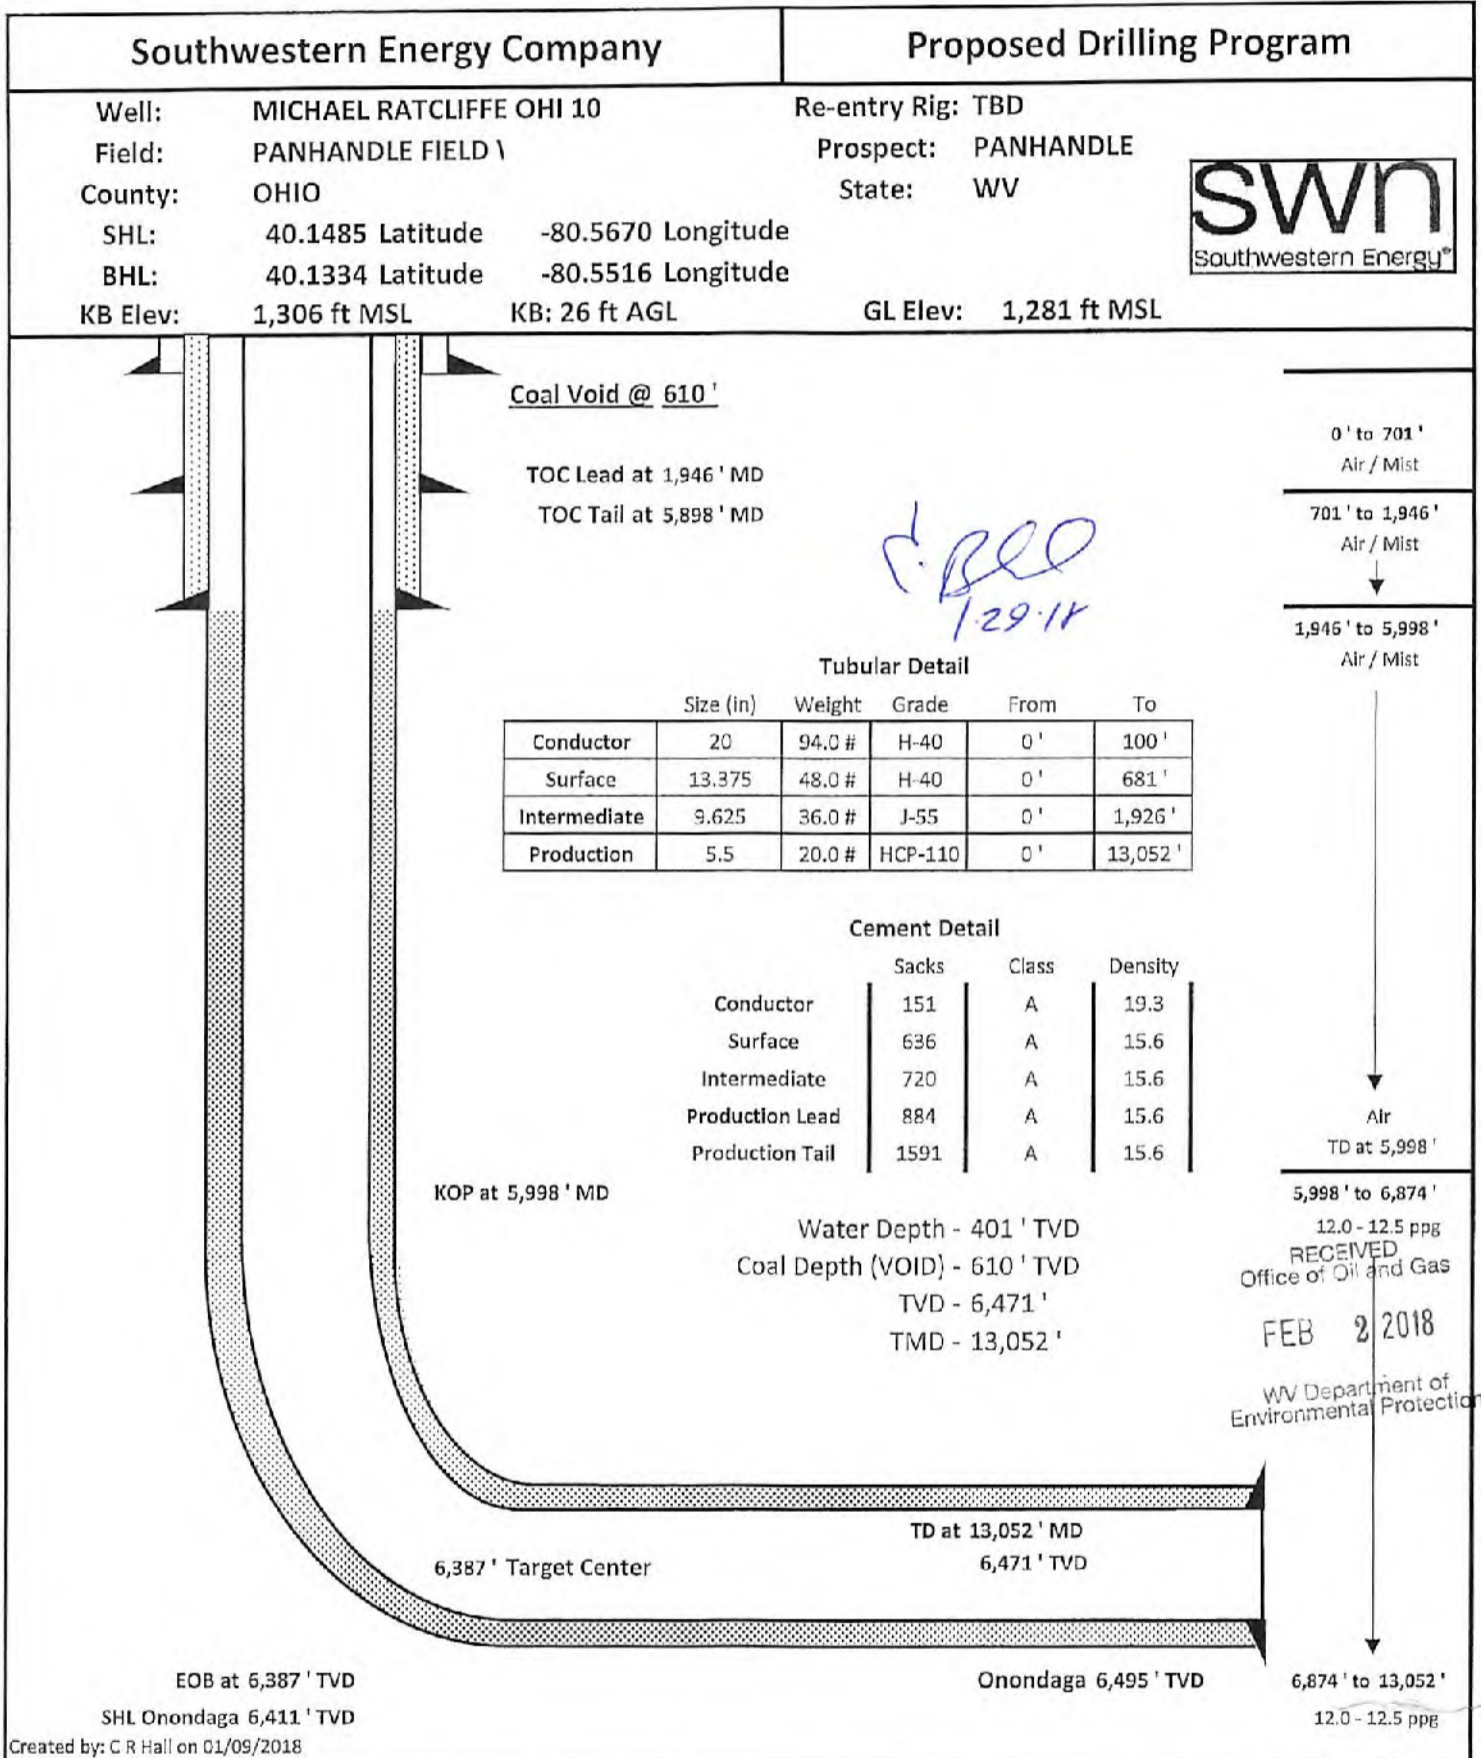 Southwestern Energy Company
Proposed Drilling Program
Well: MICHAEL RATCLIFFE OHI 10 Re-entry Rig: TBD
Field: PANHANDLE FIELD \ Prospect: PANHANDLE
County: OHIO State: WV
SHL: 40.1485 Latitude -80.5670 Longitude
BHL: 40.1334 Latitude -80.5516 Longitude
KB Elev: 1,306 ft MSL KB: 26 ft AGL GL Elev: 1,281 ft MSL
swn
Southwestern Energy®
Coal Void @ 610 '
0 ' to 701 '
Air / Mist
TOC Lead at 1,946 ' MD
TOC Tail at 5,898 ' MD
701 ' to 1,946 '
Air / Mist
1-29-18
1,946 ' to 5,998 '
Air / Mist
Tubular Detail
Size (in) Weight Grade From To
Conductor 20 94.0 # H-40 0 ' 100 '
Surface 13.375 48.0 # H-40 0 ' 681 '
Intermediate 9.625 36.0 # J-55 0 ' 1,926 '
Production 5.5 20.0 # HCP-110 0 ' 13,052 '
Cement Detail
Sacks Class Density
Conductor 151 A 19.3
Surface 636 A 15.6
Intermediate 720 A 15.6
Production Lead 884 A 15.6
Production Tail 1591 A 15.6
Air
TD at 5,998 '
KOP at 5,998 ' MD
5,998 ' to 6,874 '
12.0 - 12.5 ppg
Water Depth - 401 ' TVD
Coal Depth (VOID) - 610 ' TVD
TVD - 6,471 '
TMD - 13,052 '
RECEIVED
Office of Oil and Gas
FEB 2 2018
WV Department of
Environmental Protection
TD at 13,052 ' MD
6,471 ' TVD
6,387 ' Target Center
EOB at 6,387 ' TVD
Onondaga 6,495 ' TVD
6,874 ' to 13,052 '
SHL Onondaga 6,411 ' TVD
12.0 - 12.5 ppg
Created by: C R Hall on 01/09/2018